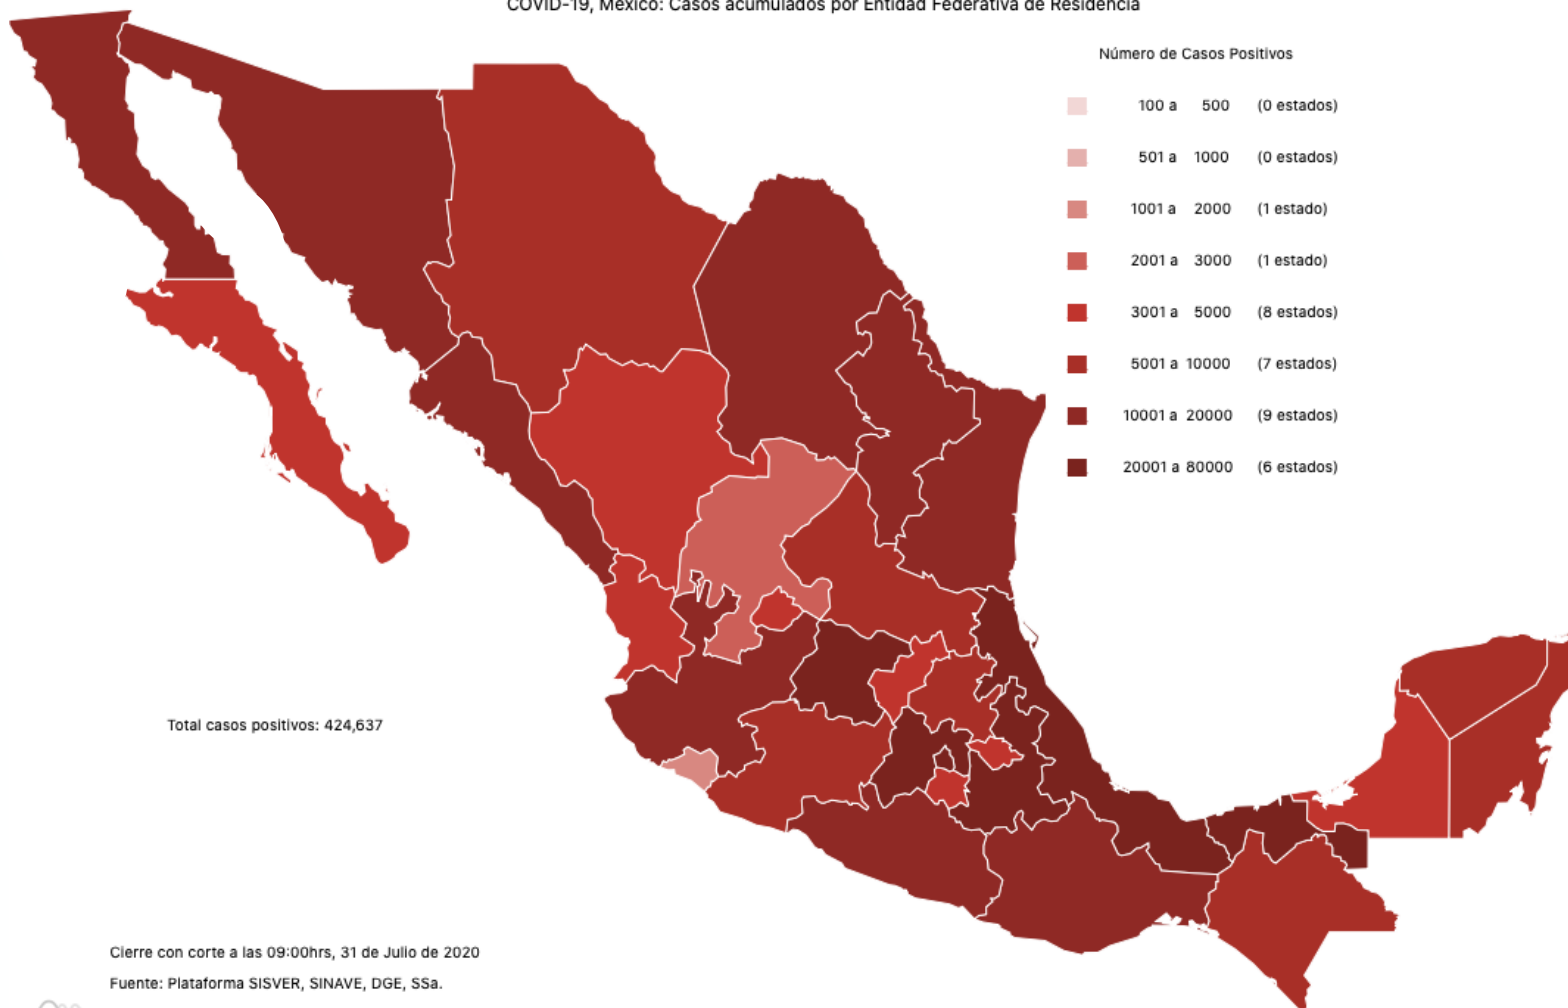 COVID-19, México: Casos acumulados por Entidad Federativa de Residencia
Número de Casos Positivos
100 a 500 (0 estados)
501 a 1000 (0 estados)
1001 a 2000 (1 estado)
2001 a 3000 (1 estado)
3001 a 5000 (8 estados)
5001 a 10000 (7 estados)
10001 a 20000 (9 estados)
20001 a 80000 (6 estados)
Total casos positivos: 424,637
Cierre con corte a las 09:00hrs, 31 de Julio de 2020
Fuente: Plataforma SISVER, SINAVE, DGE, SSa.